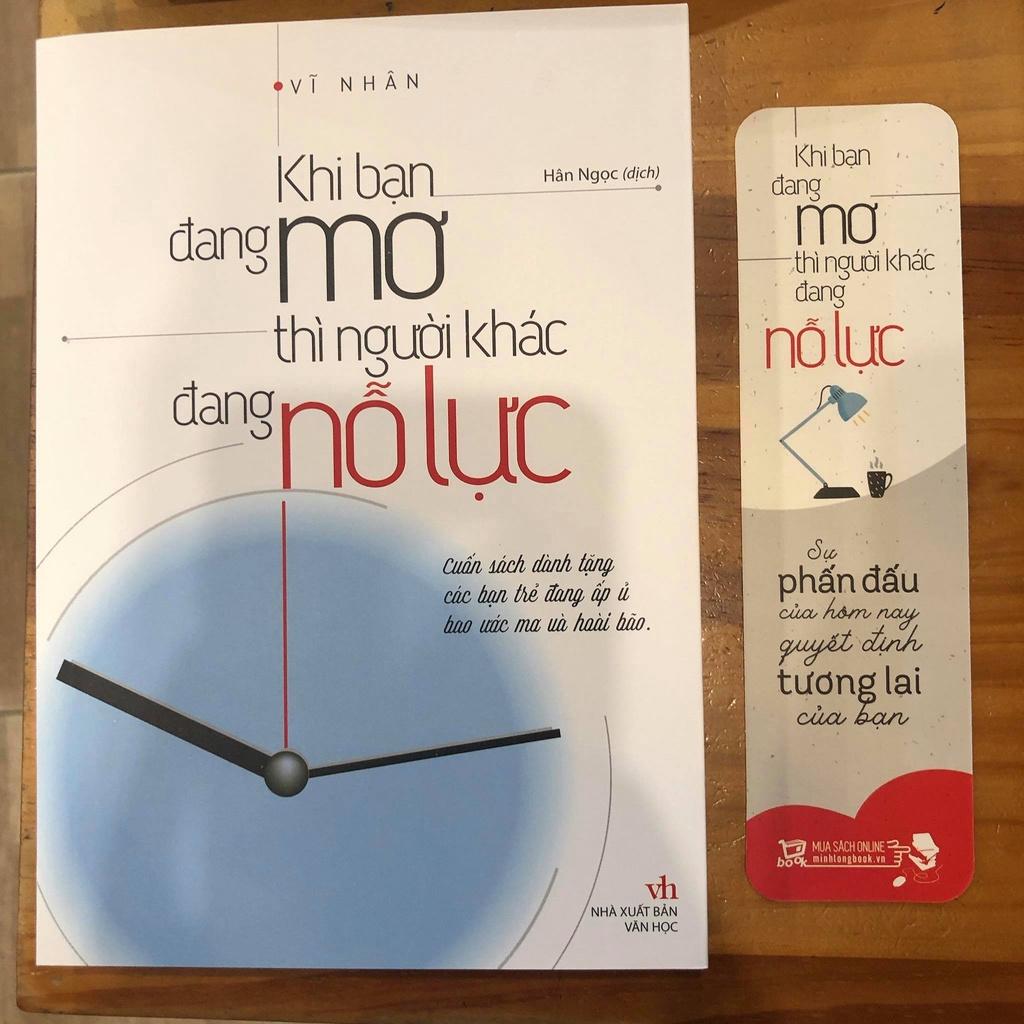 VĨ NHÂN
Khi bạn
Hân Ngọc (dịch)
đang mơ
thì người khác
đang nỗ lực
Cuốn sách dành tặng
các bạn trẻ đang ấp ủ
bao ước mơ và hoài bão.
vh
NHÀ XUẤT BẢN
VĂN HỌC
Khi bạn
đang
mơ
thì người khác
đang
nỗ lực
Sự
phấn đấu
của hôm nay
quyết định
tương lai
của bạn
book
MUA SÁCH ONLINE
minhlongbook.vn